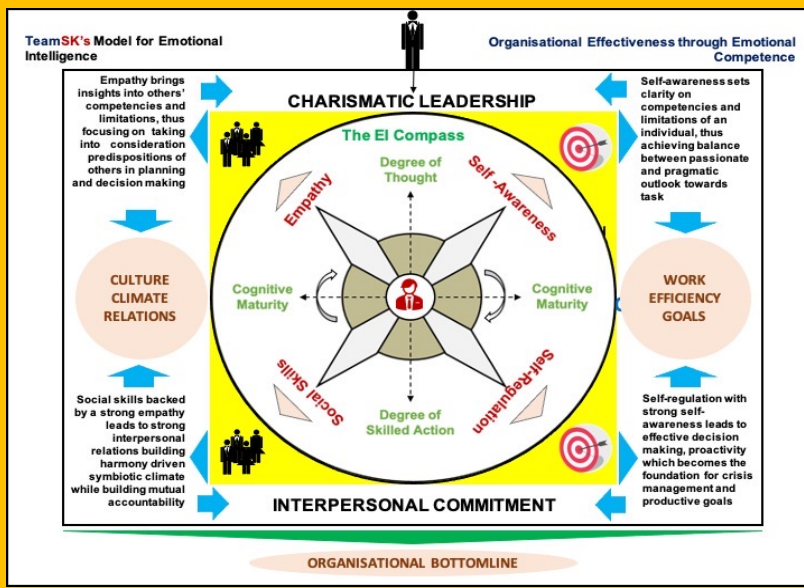 TeamSK's Model for Emotional
Intelligence
Organisational Effectiveness through Emotional
Competence
Empathy brings
insights into others'
competencies and
limitations, thus
focusing on taking
into consideration
predispositions of
others in planning
and decision making
CHARISMATIC LEADERSHIP
Self-awareness sets
clarity on
competencies and
limitations of an
individual, thus
achieving balance
between passionate
and pragmatic
outlook towards
task
The EI Compass
Degree of
Thought
Empathy
Self -Awareness
CULTURE
CLIMATE
RELATIONS
Cognitive
Maturity
Cognitive
Maturity
WORK
EFFICIENCY
GOALS
Social Skills
Self-Regulation
Degree of
Skilled Action
Social skills backed
by a strong empathy
leads to strong
interpersonal
relations building
harmony driven
symbiotic climate
while building mutual
accountability
Self-regulation with
strong self-
awareness leads to
effective decision
making, proactivity
which becomes the
foundation for crisis
management and
productive goals
INTERPERSONAL COMMITMENT
ORGANISATIONAL BOTTOMLINE